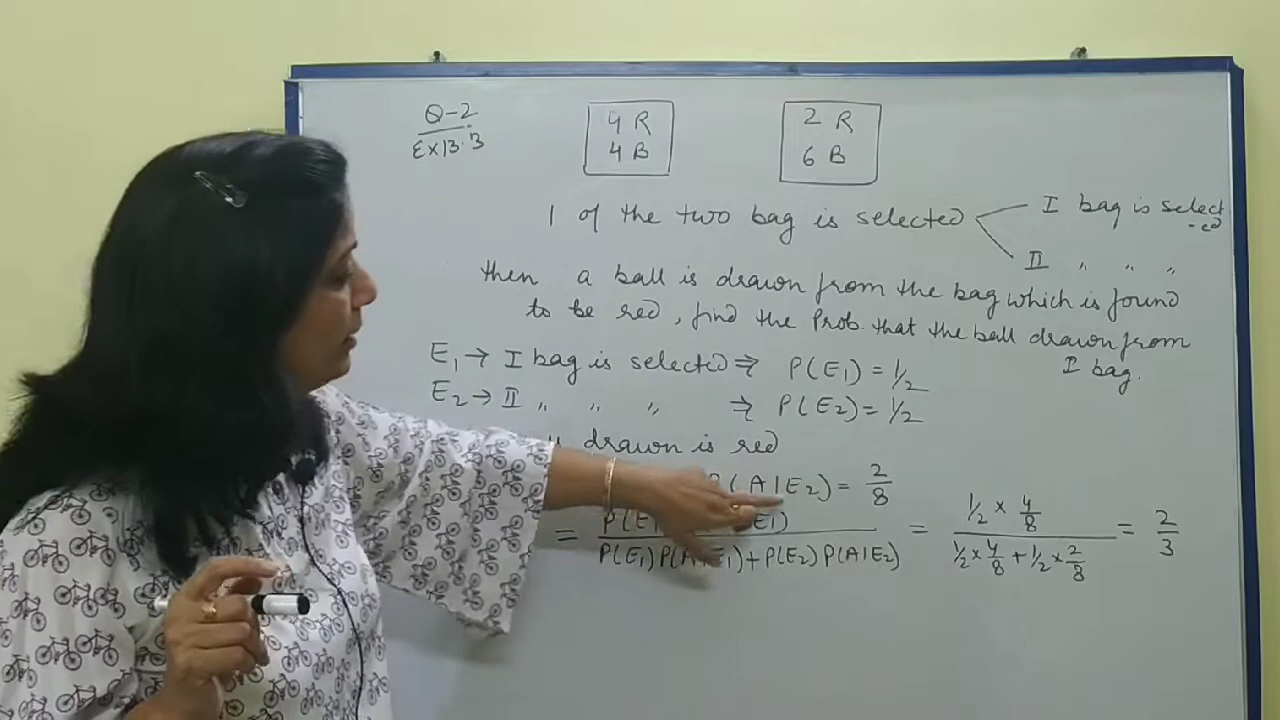 Q-2
Ex 13.3
4 R
4 B
2 R
6 B
1 of the two bag is selected
I bag is select
-ed
II " " "
then a ball is drawn from the bag which is found
to be red, find the Prob. that the ball drawn from
I bag.
E₁ → I bag is selected ⇒ P(E₁) = 1/2
E₂ → II " " " ⇒ P(E₂) = 1/2
drawn is red
(A|E₂) = 2/8
= P(E₁ E₁) / P(E₁)P(A|E₁) + P(E₂) P(A|E₂) = 1/2 × 4/8 / 1/2 × 4/8 + 1/2 × 2/8 = 2/3